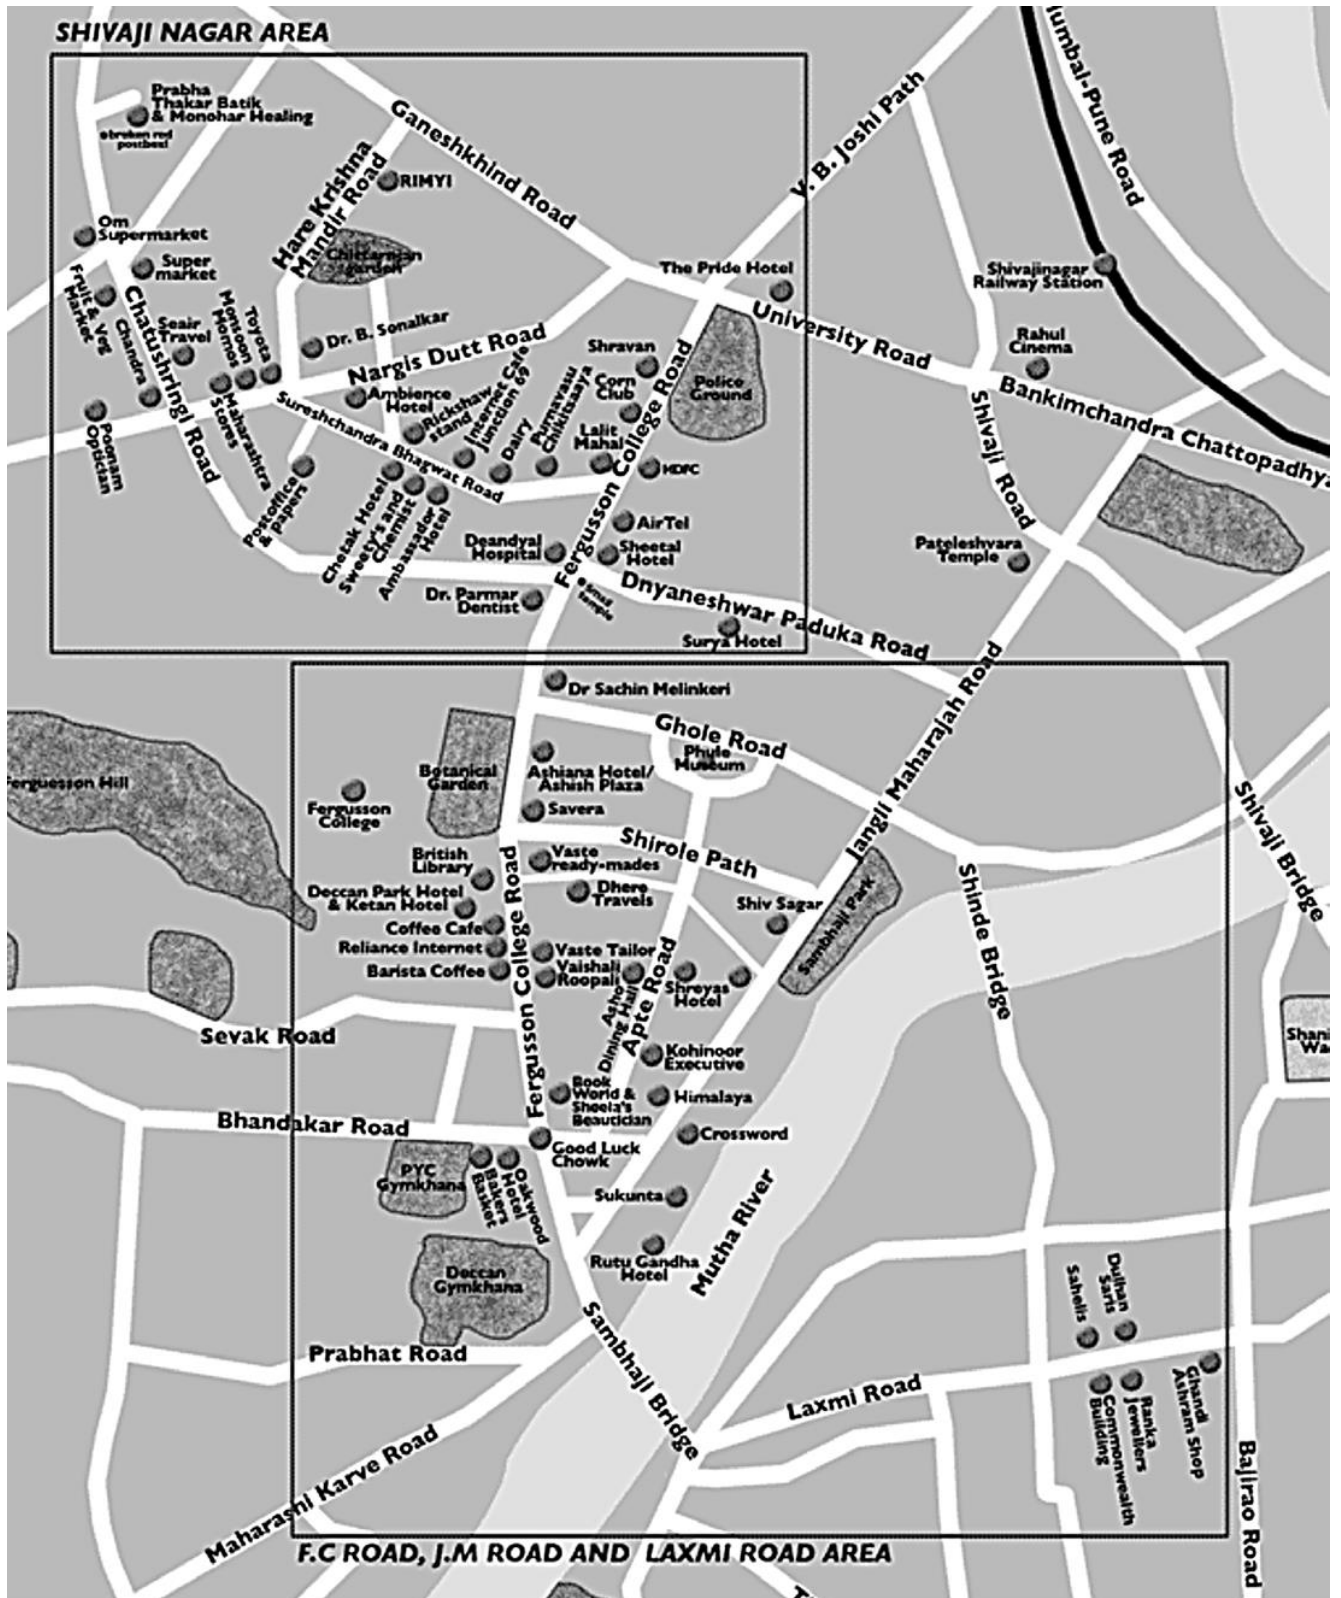 SHIVAJI NAGAR AREA
Prabha
Thakar Batik
& Monohar Healing
broken red
Ganeshkhind Road
V. B. Joshi Path
Pune Road
Hare Krishna
Mandir Road
RIMYI
Om
Supermarket
Super
market
Fruit & Veg
Market
Chandra
Chatushringi Road
Seair
Travel
Toyota
Monsoon
Momos
Chittaranjan
garden
Dr. B. Sonalkar
Nargis Dutt Road
The Pride Hotel
University Road
Shivajinagar
Railway Station
Rahul
Cinema
Bankimchandra Chattopadhya
Shravan
Corn
Club
Police
Ground
Ambience
Hotel
Rickshaw
stand
Internet Cafe
Junction 69
Dairy
Punavasu
Chikitsaaya
Lalit
Mahal
HDFC
Sureshchandra Bhagwat Road
Fergusson College Road
Shivaji Road
Poonam
Optician
Maharashtra
Stores
Postoffice
& papers
Chetak Hotel
Sweety's and
Chemist
Ambassador
Hotel
AirTel
Deandyal
Hospital
Sheetal
Hotel
Pateleshvara
Temple
Dr. Parmar
Dentist
Small
temple
Dnyaneshwar Paduka Road
Surya Hotel
Dr Sachin Melinkeri
Ghole Road
Phule
Museum
Jangli Maharajah Road
Botanical
Garden
Ashiana Hotel/
Ashish Plaza
Ferguesson Hill
Fergusson
College
Savera
Shirole Path
Shivaji Bridge
British
Library
Vaste
ready-mades
Deccan Park Hotel
& Ketan Hotel
Dhere
Travels
Shiv Sagar
Sambhaji Park
Shinde Bridge
Coffee Cafe
Reliance Internet
Barista Coffee
Fergusson College Road
Vaste Tailor
Vaishali
Roopali
Dining Hall
Apte Road
Shreyas
Hotel
Sevak Road
Kohinoor
Executive
Book
World &
Sheela's
Beautician
Himalaya
Bhandakar Road
Good Luck
Chowk
Crossword
PYC
Gymkhana
Bakers
Basket
Oakwood
Hotel
Sukunta
Mutha River
Rutu Gandha
Hotel
Deccan
Gymkhana
Sambhaji Bridge
Prabhat Road
Dulhan
Saris
Sahelis
Laxmi Road
Ghandi
Ashram Shop
Ranka
Jewellers
Commonwealth
Building
Maharashi Karve Road
Bajirao Road
F.C ROAD, J.M ROAD AND LAXMI ROAD AREA